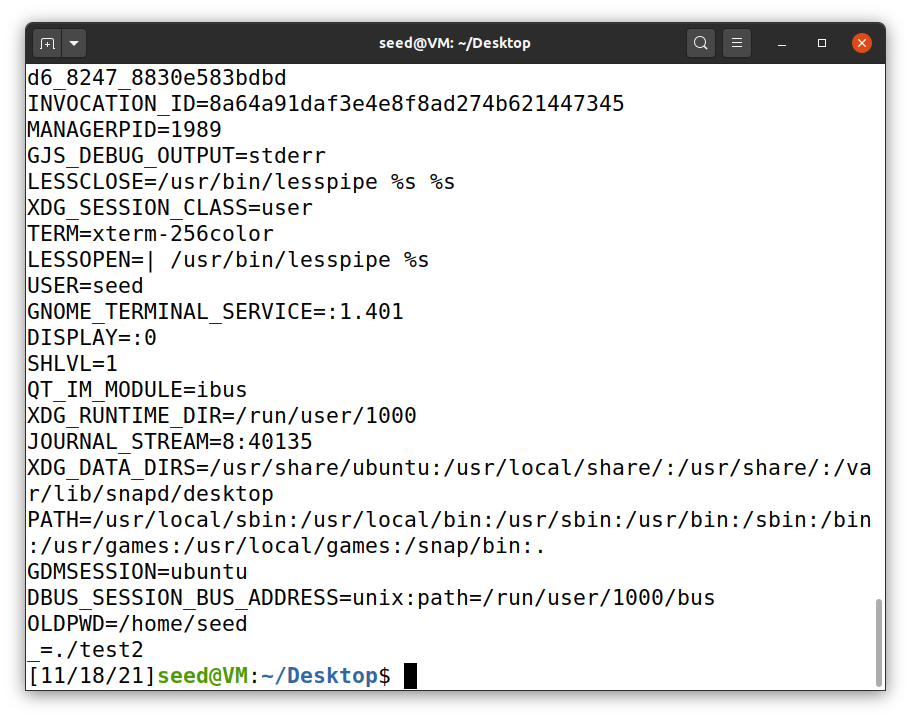 seed@VM: ~/Desktop
d6_8247_8830e583bdbd
INVOCATION_ID=8a64a91daf3e4e8f8ad274b621447345
MANAGERPID=1989
GJS_DEBUG_OUTPUT=stderr
LESSCLOSE=/usr/bin/lesspipe %s %s
XDG_SESSION_CLASS=user
TERM=xterm-256color
LESSOPEN=| /usr/bin/lesspipe %s
USER=seed
GNOME_TERMINAL_SERVICE=:1.401
DISPLAY=:0
SHLVL=1
QT_IM_MODULE=ibus
XDG_RUNTIME_DIR=/run/user/1000
JOURNAL_STREAM=8:40135
XDG_DATA_DIRS=/usr/share/ubuntu:/usr/local/share/:/usr/share/:/va
r/lib/snapd/desktop
PATH=/usr/local/sbin:/usr/local/bin:/usr/sbin:/usr/bin:/sbin:/bin
:/usr/games:/usr/local/games:/snap/bin:.
GDMSESSION=ubuntu
DBUS_SESSION_BUS_ADDRESS=unix:path=/run/user/1000/bus
OLDPWD=/home/seed
_=./test2
[11/18/21]seed@VM:~/Desktop$